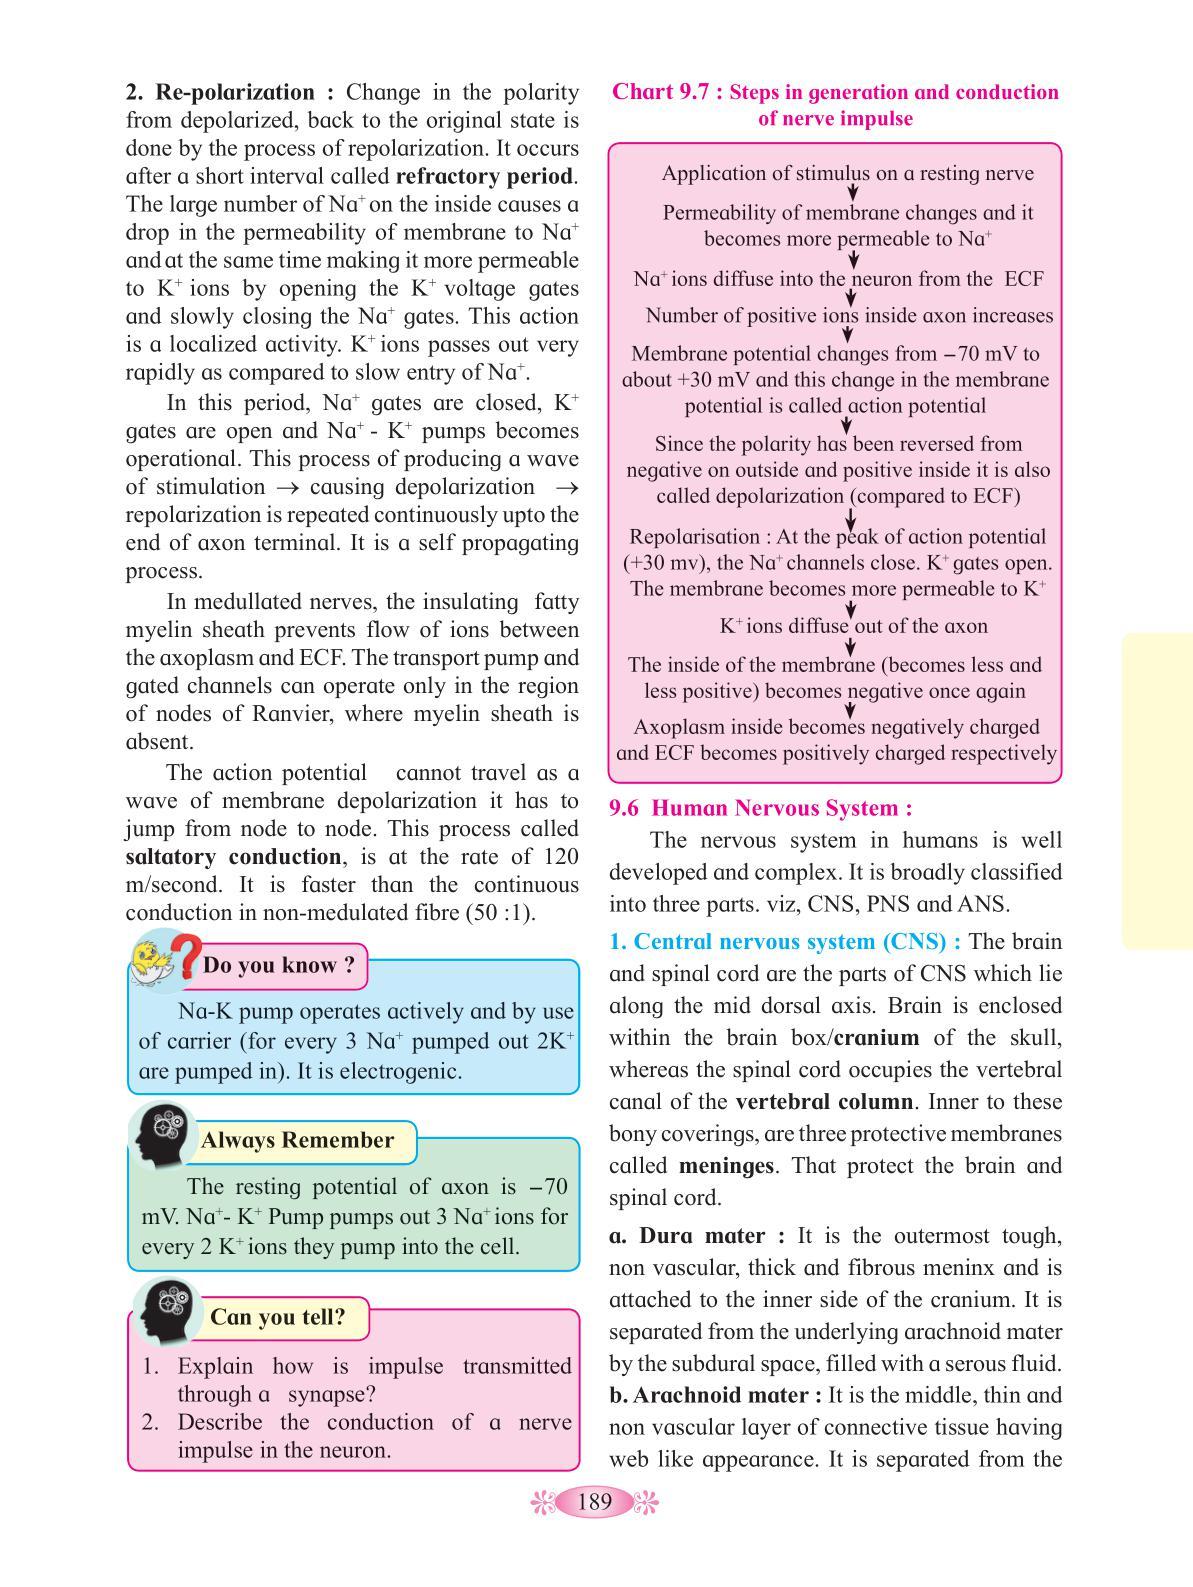 2. Re-polarization : Change in the polarity
from depolarized, back to the original state is
done by the process of repolarization. It occurs
after a short interval called refractory period.
The large number of Na⁺ on the inside causes a
drop in the permeability of membrane to Na⁺
and at the same time making it more permeable
to K⁺ ions by opening the K⁺ voltage gates
and slowly closing the Na⁺ gates. This action
is a localized activity. K⁺ ions passes out very
rapidly as compared to slow entry of Na⁺.
In this period, Na⁺ gates are closed, K⁺
gates are open and Na⁺ - K⁺ pumps becomes
operational. This process of producing a wave
of stimulation → causing depolarization →
repolarization is repeated continuously upto the
end of axon terminal. It is a self propagating
process.
In medullated nerves, the insulating fatty
myelin sheath prevents flow of ions between
the axoplasm and ECF. The transport pump and
gated channels can operate only in the region
of nodes of Ranvier, where myelin sheath is
absent.
The action potential cannot travel as a
wave of membrane depolarization it has to
jump from node to node. This process called
saltatory conduction, is at the rate of 120
m/second. It is faster than the continuous
conduction in non-medulated fibre (50 :1).
Do you know ?
Na-K pump operates actively and by use
of carrier (for every 3 Na⁺ pumped out 2K⁺
are pumped in). It is electrogenic.
Always Remember
The resting potential of axon is –70
mV. Na⁺- K⁺ Pump pumps out 3 Na⁺ ions for
every 2 K⁺ ions they pump into the cell.
Can you tell?
1. Explain how is impulse transmitted
through a synapse?
2. Describe the conduction of a nerve
impulse in the neuron.
Chart 9.7 : Steps in generation and conduction
of nerve impulse
Application of stimulus on a resting nerve
Permeability of membrane changes and it
becomes more permeable to Na⁺
Na⁺ ions diffuse into the neuron from the ECF
Number of positive ions inside axon increases
Membrane potential changes from –70 mV to
about +30 mV and this change in the membrane
potential is called action potential
Since the polarity has been reversed from
negative on outside and positive inside it is also
called depolarization (compared to ECF)
Repolarisation : At the peak of action potential
(+30 mv), the Na⁺ channels close. K⁺ gates open.
The membrane becomes more permeable to K⁺
K⁺ ions diffuse out of the axon
The inside of the membrane (becomes less and
less positive) becomes negative once again
Axoplasm inside becomes negatively charged
and ECF becomes positively charged respectively
9.6 Human Nervous System :
The nervous system in humans is well
developed and complex. It is broadly classified
into three parts. viz, CNS, PNS and ANS.
1. Central nervous system (CNS) : The brain
and spinal cord are the parts of CNS which lie
along the mid dorsal axis. Brain is enclosed
within the brain box/cranium of the skull,
whereas the spinal cord occupies the vertebral
canal of the vertebral column. Inner to these
bony coverings, are three protective membranes
called meninges. That protect the brain and
spinal cord.
a. Dura mater : It is the outermost tough,
non vascular, thick and fibrous meninx and is
attached to the inner side of the cranium. It is
separated from the underlying arachnoid mater
by the subdural space, filled with a serous fluid.
b. Arachnoid mater : It is the middle, thin and
non vascular layer of connective tissue having
web like appearance. It is separated from the
189